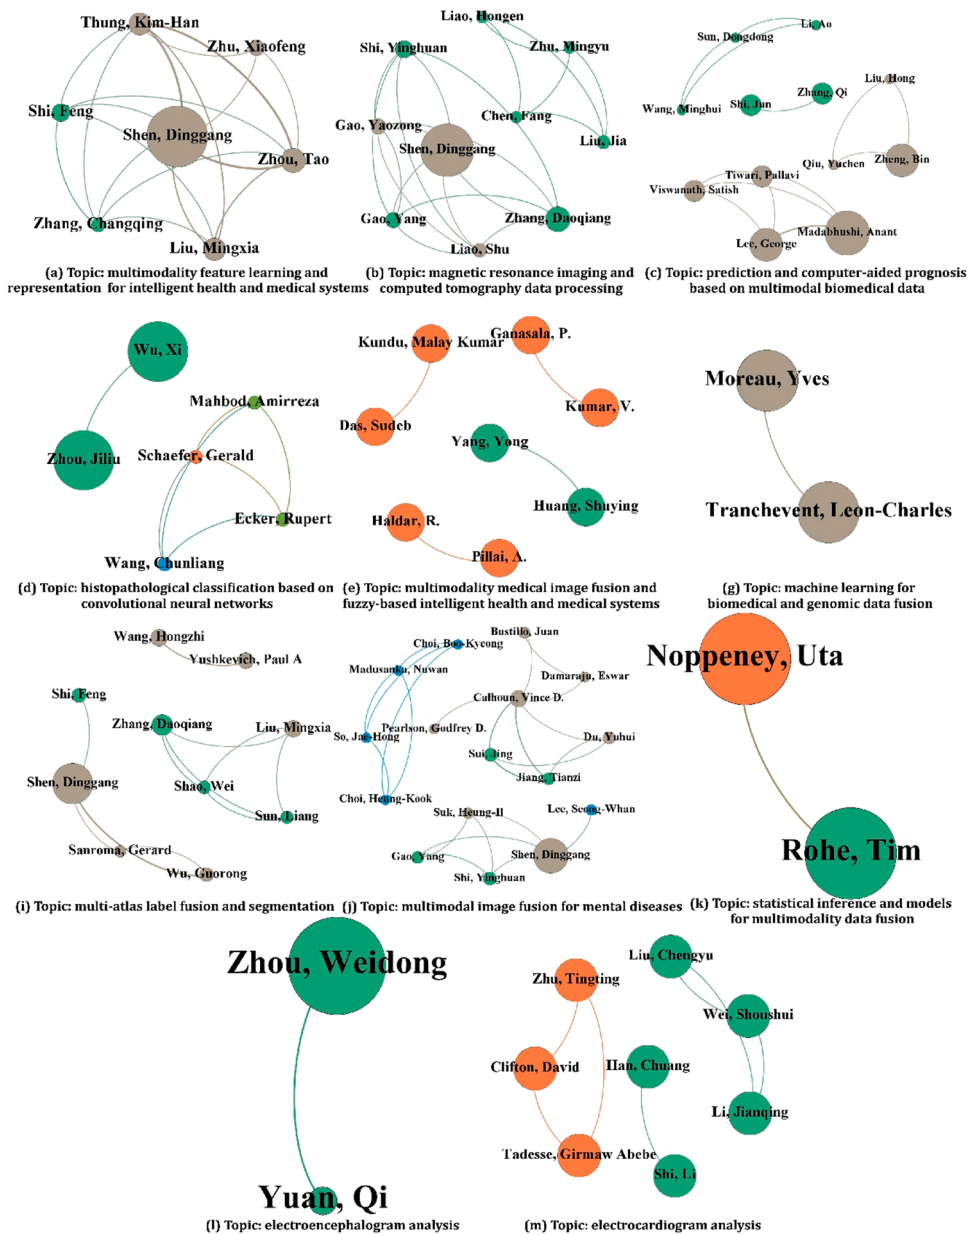 Thung, Kim-Han
Zhu, Xiaofeng
Shi, Feng
Shen, Dinggang
Zhou, Tao
Zhang, Changqing
Liu, Mingxia
(a) Topic: multimodality feature learning and
representation for intelligent health and medical systems
Liao, Hongen
Shi, Yinghuan
Zhu, Mingyu
Chen, Fang
Gao, Yaozong
Liu, Jia
Shen, Dinggang
Gao, Yang
Zhang, Daoqiang
Liao, Shu
(b) Topic: magnetic resonance imaging and
computed tomography data processing
Li, Ao
Sun, Dongdong
Liu, Hong
Zhang, Qi
Wang, Minghui
Shi, Jun
Qiu, Yuchen
Zheng, Bin
Tiwari, Pallavi
Viswanath, Satish
Madabhushi, Anant
Lee, George
(c) Topic: prediction and computer-aided prognosis
based on multimodal biomedical data
Wu, Xi
Mahbod, Amirreza
Zhou, Jiliu
Schaefer, Gerald
Ecker, Rupert
Wang, Chunliang
(d) Topic: histopathological classification based on
convolutional neural networks
Kundu, Malay Kumar
Ganasala, P.
Das, Sudeb
Kumar, V.
Yang, Yong
Huang, Shuying
Haldar, R.
Pillai, A.
(e) Topic: multimodality medical image fusion and
fuzzy-based intelligent health and medical systems
Moreau, Yves
Tranchevent, Leon-Charles
(g) Topic: machine learning for
biomedical and genomic data fusion
Wang, Hongzhi
Yushkevich, Paul A
Shi, Feng
Zhang, Daoqiang
Liu, Mingxia
Shen, Dinggang
Shao, Wei
Sun, Liang
Sanroma, Gerard
Wu, Guorong
(i) Topic: multi-atlas label fusion and segmentation
Bustillo, Juan
Choi, Boo-Kyeong
Madusanka, Nuwan
Damaraju, Eswar
Calhoun, Vince D.
Pearlson, Godfrey D.
So, Jae-Hong
Du, Yuhui
Sui, Jing
Jiang, Tianzi
Choi, Heung-Kook
Suk, Heung-Il
Lee, Seong-Whan
Gao, Yang
Shen, Dinggang
Shi, Yinghuan
(j) Topic: multimodal image fusion for mental diseases
Noppeney, Uta
Rohe, Tim
(k) Topic: statistical inference and models
for multimodality data fusion
Zhou, Weidong
Yuan, Qi
(l) Topic: electroencephalogram analysis
Liu, Chengyu
Zhu, Tingting
Wei, Shoushui
Clifton, David
Han, Chuang
Li, Jianqing
Tadesse, Girmaw Abebe
Shi, Li
(m) Topic: electrocardiogram analysis